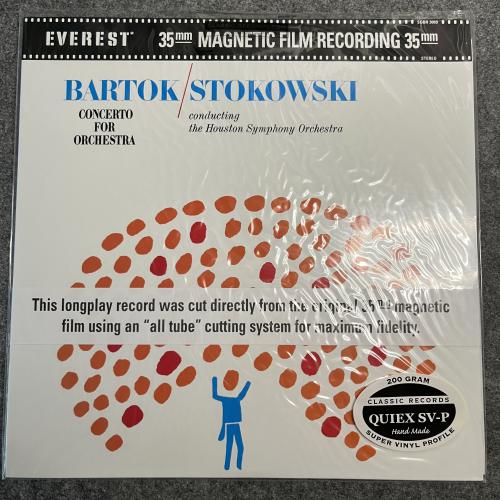 SDBR 3069
EVEREST 35mm MAGNETIC FILM RECORDING 35mm
STEREO
BARTOK/STOKOWSKI
CONCERTO
FOR
ORCHESTRA
conducting
the Houston Symphony Orchestra
This longplay record was cut directly from the original 35mm magnetic
film using an "all tube" cutting system for maximum fidelity.
200 GRAM
CLASSIC RECORDS
QUIEX SV-P
Hand Made
SUPER VINYL PROFILE